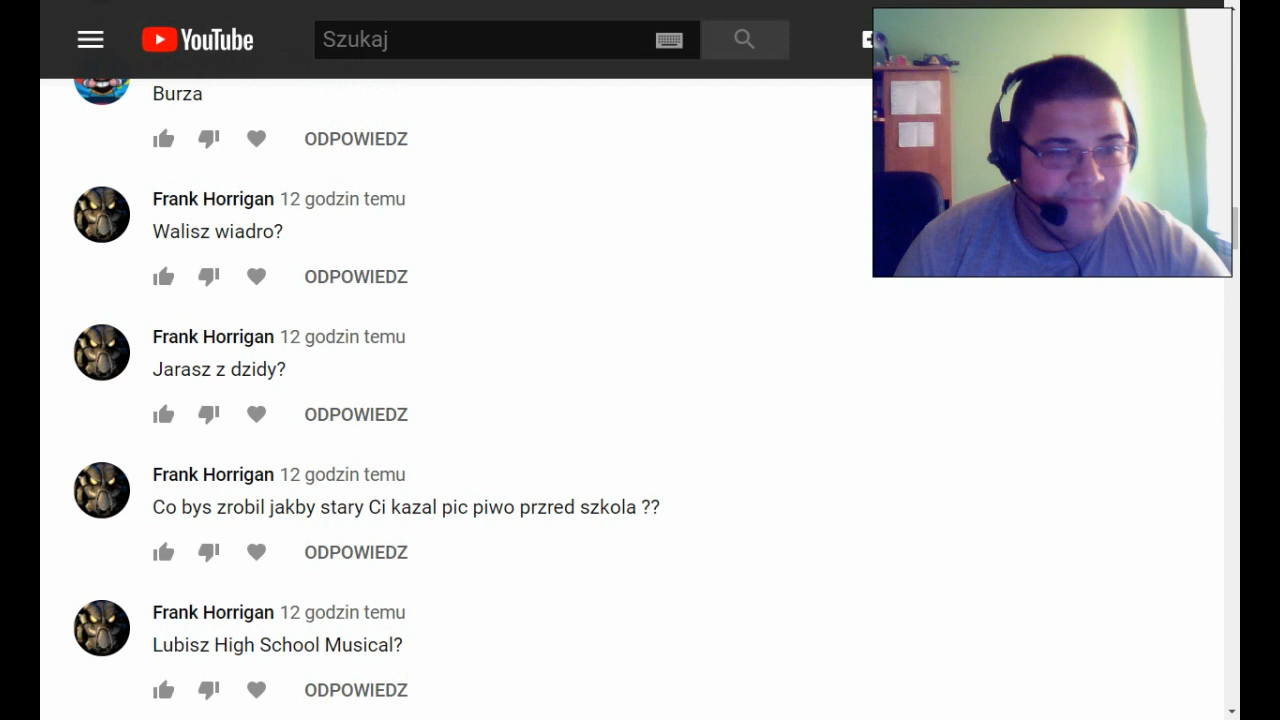 YouTube
Szukaj
Burza
ODPOWIEDZ
Frank Horrigan 12 godzin temu
Walisz wiadro?
ODPOWIEDZ
Frank Horrigan 12 godzin temu
Jarasz z dzidy?
ODPOWIEDZ
Frank Horrigan 12 godzin temu
Co bys zrobil jakby stary Ci kazal pic piwo przred szkola ??
ODPOWIEDZ
Frank Horrigan 12 godzin temu
Lubisz High School Musical?
ODPOWIEDZ